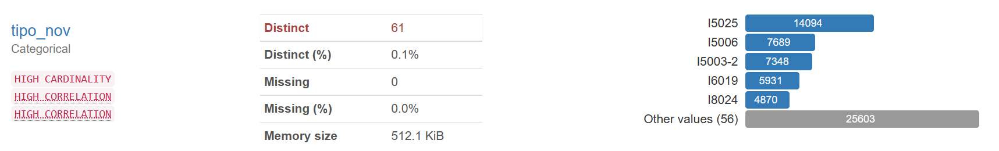 tipo_nov
Categorical
HIGH CARDINALITY
HIGH CORRELATION
HIGH CORRELATION
Distinct 61
Distinct (%) 0.1%
Missing 0
Missing (%) 0.0%
Memory size 512.1 KiB
I5025 14094
I5006 7689
I5003-2 7348
I6019 5931
I8024 4870
Other values (56) 25603